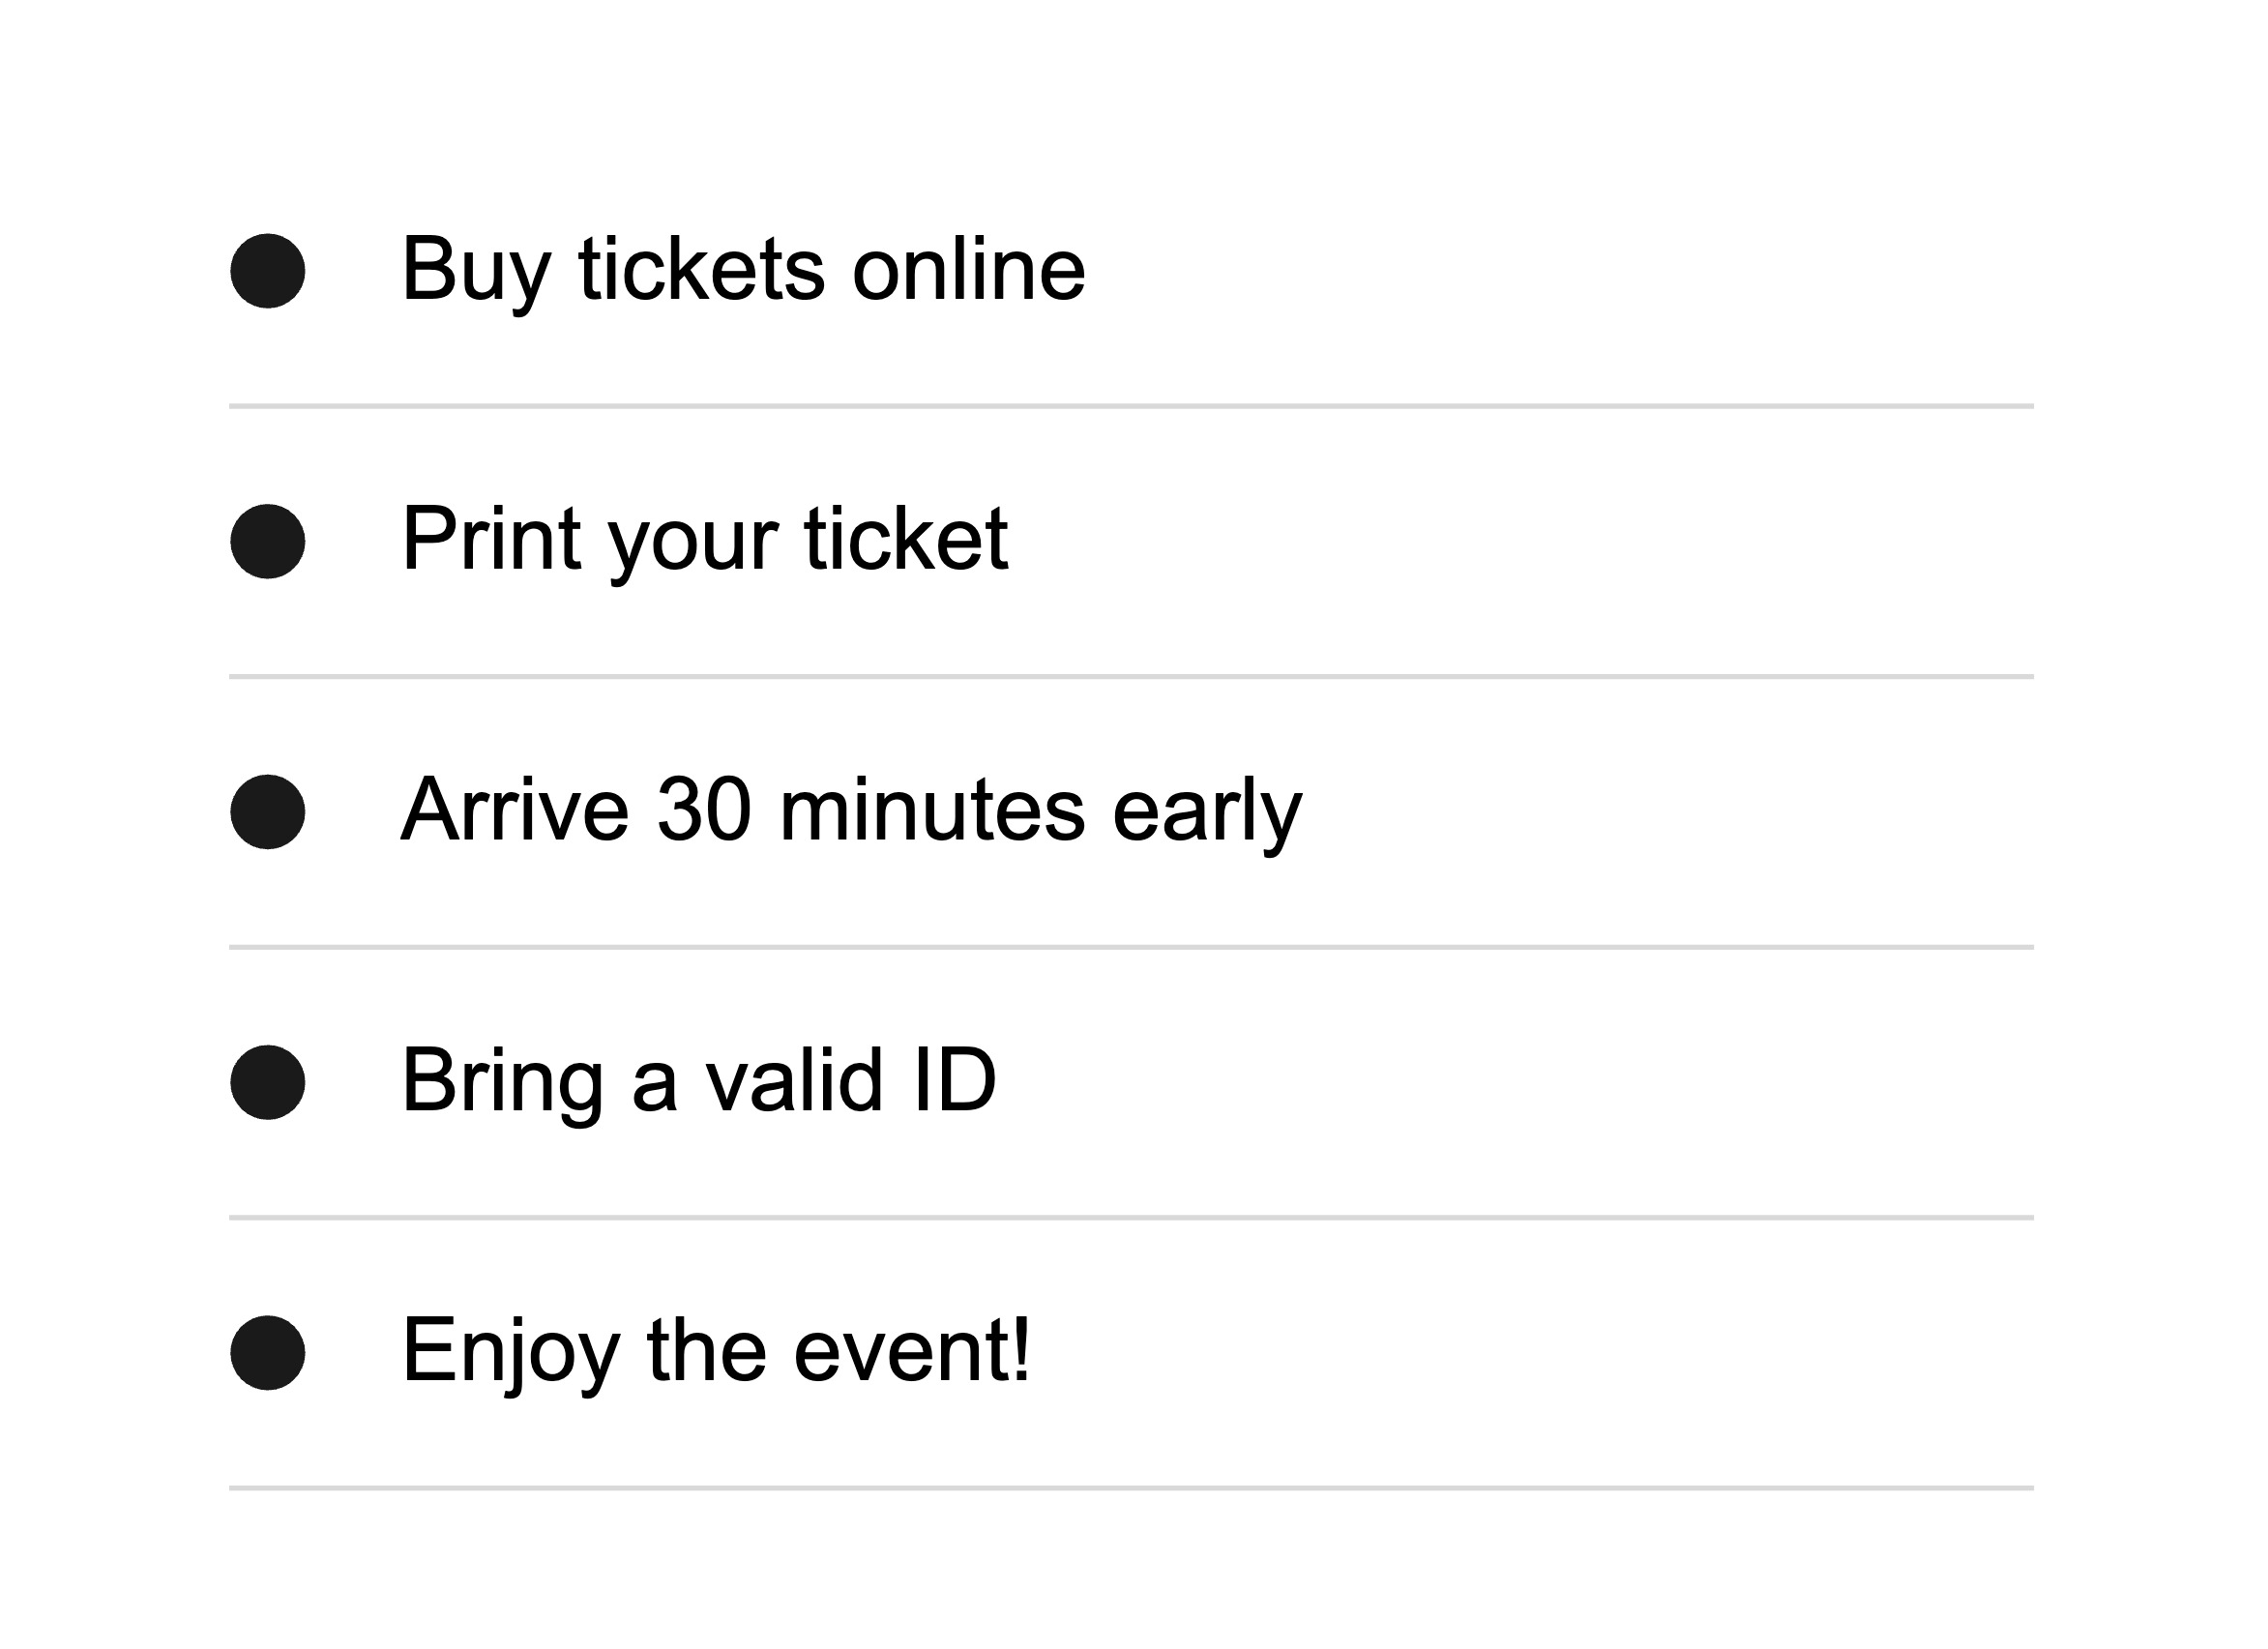 Buy tickets online
Print your ticket
Arrive 30 minutes early
Bring a valid ID
Enjoy the event!